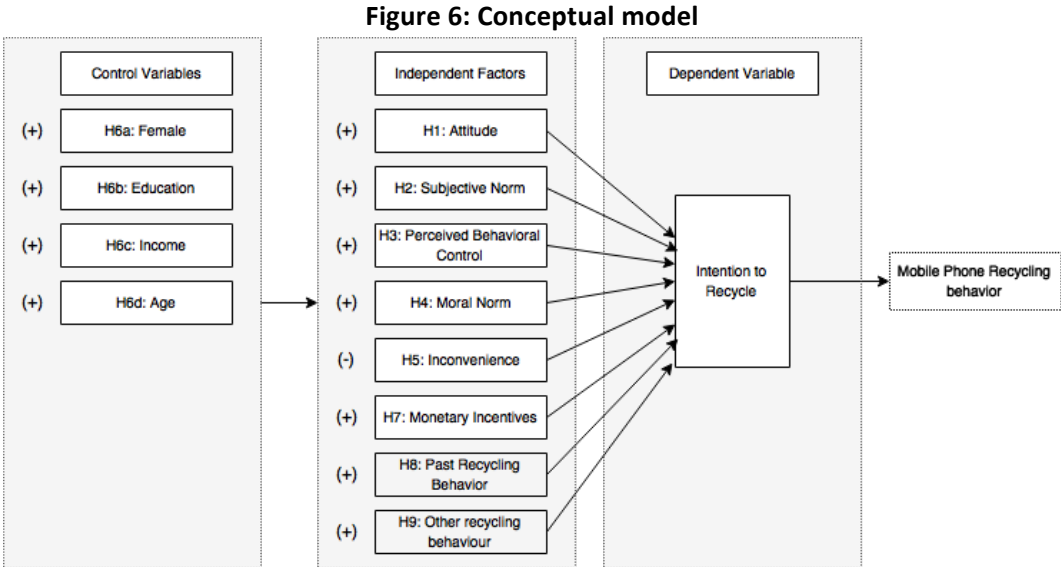 Figure 6: Conceptual model
Control Variables
(+)
H6a: Female
(+)
H6b: Education
(+)
H6c: Income
(+)
H6d: Age
Independent Factors
(+)
H1: Attitude
(+)
H2: Subjective Norm
(+)
H3: Perceived Behavioral
Control
(+)
H4: Moral Norm
(-)
H5: Inconvenience
(+)
H7: Monetary Incentives
(+)
H8: Past Recycling
Behavior
(+)
H9: Other recycling
behaviour
Dependent Variable
Intention to
Recycle
Mobile Phone Recycling
behavior